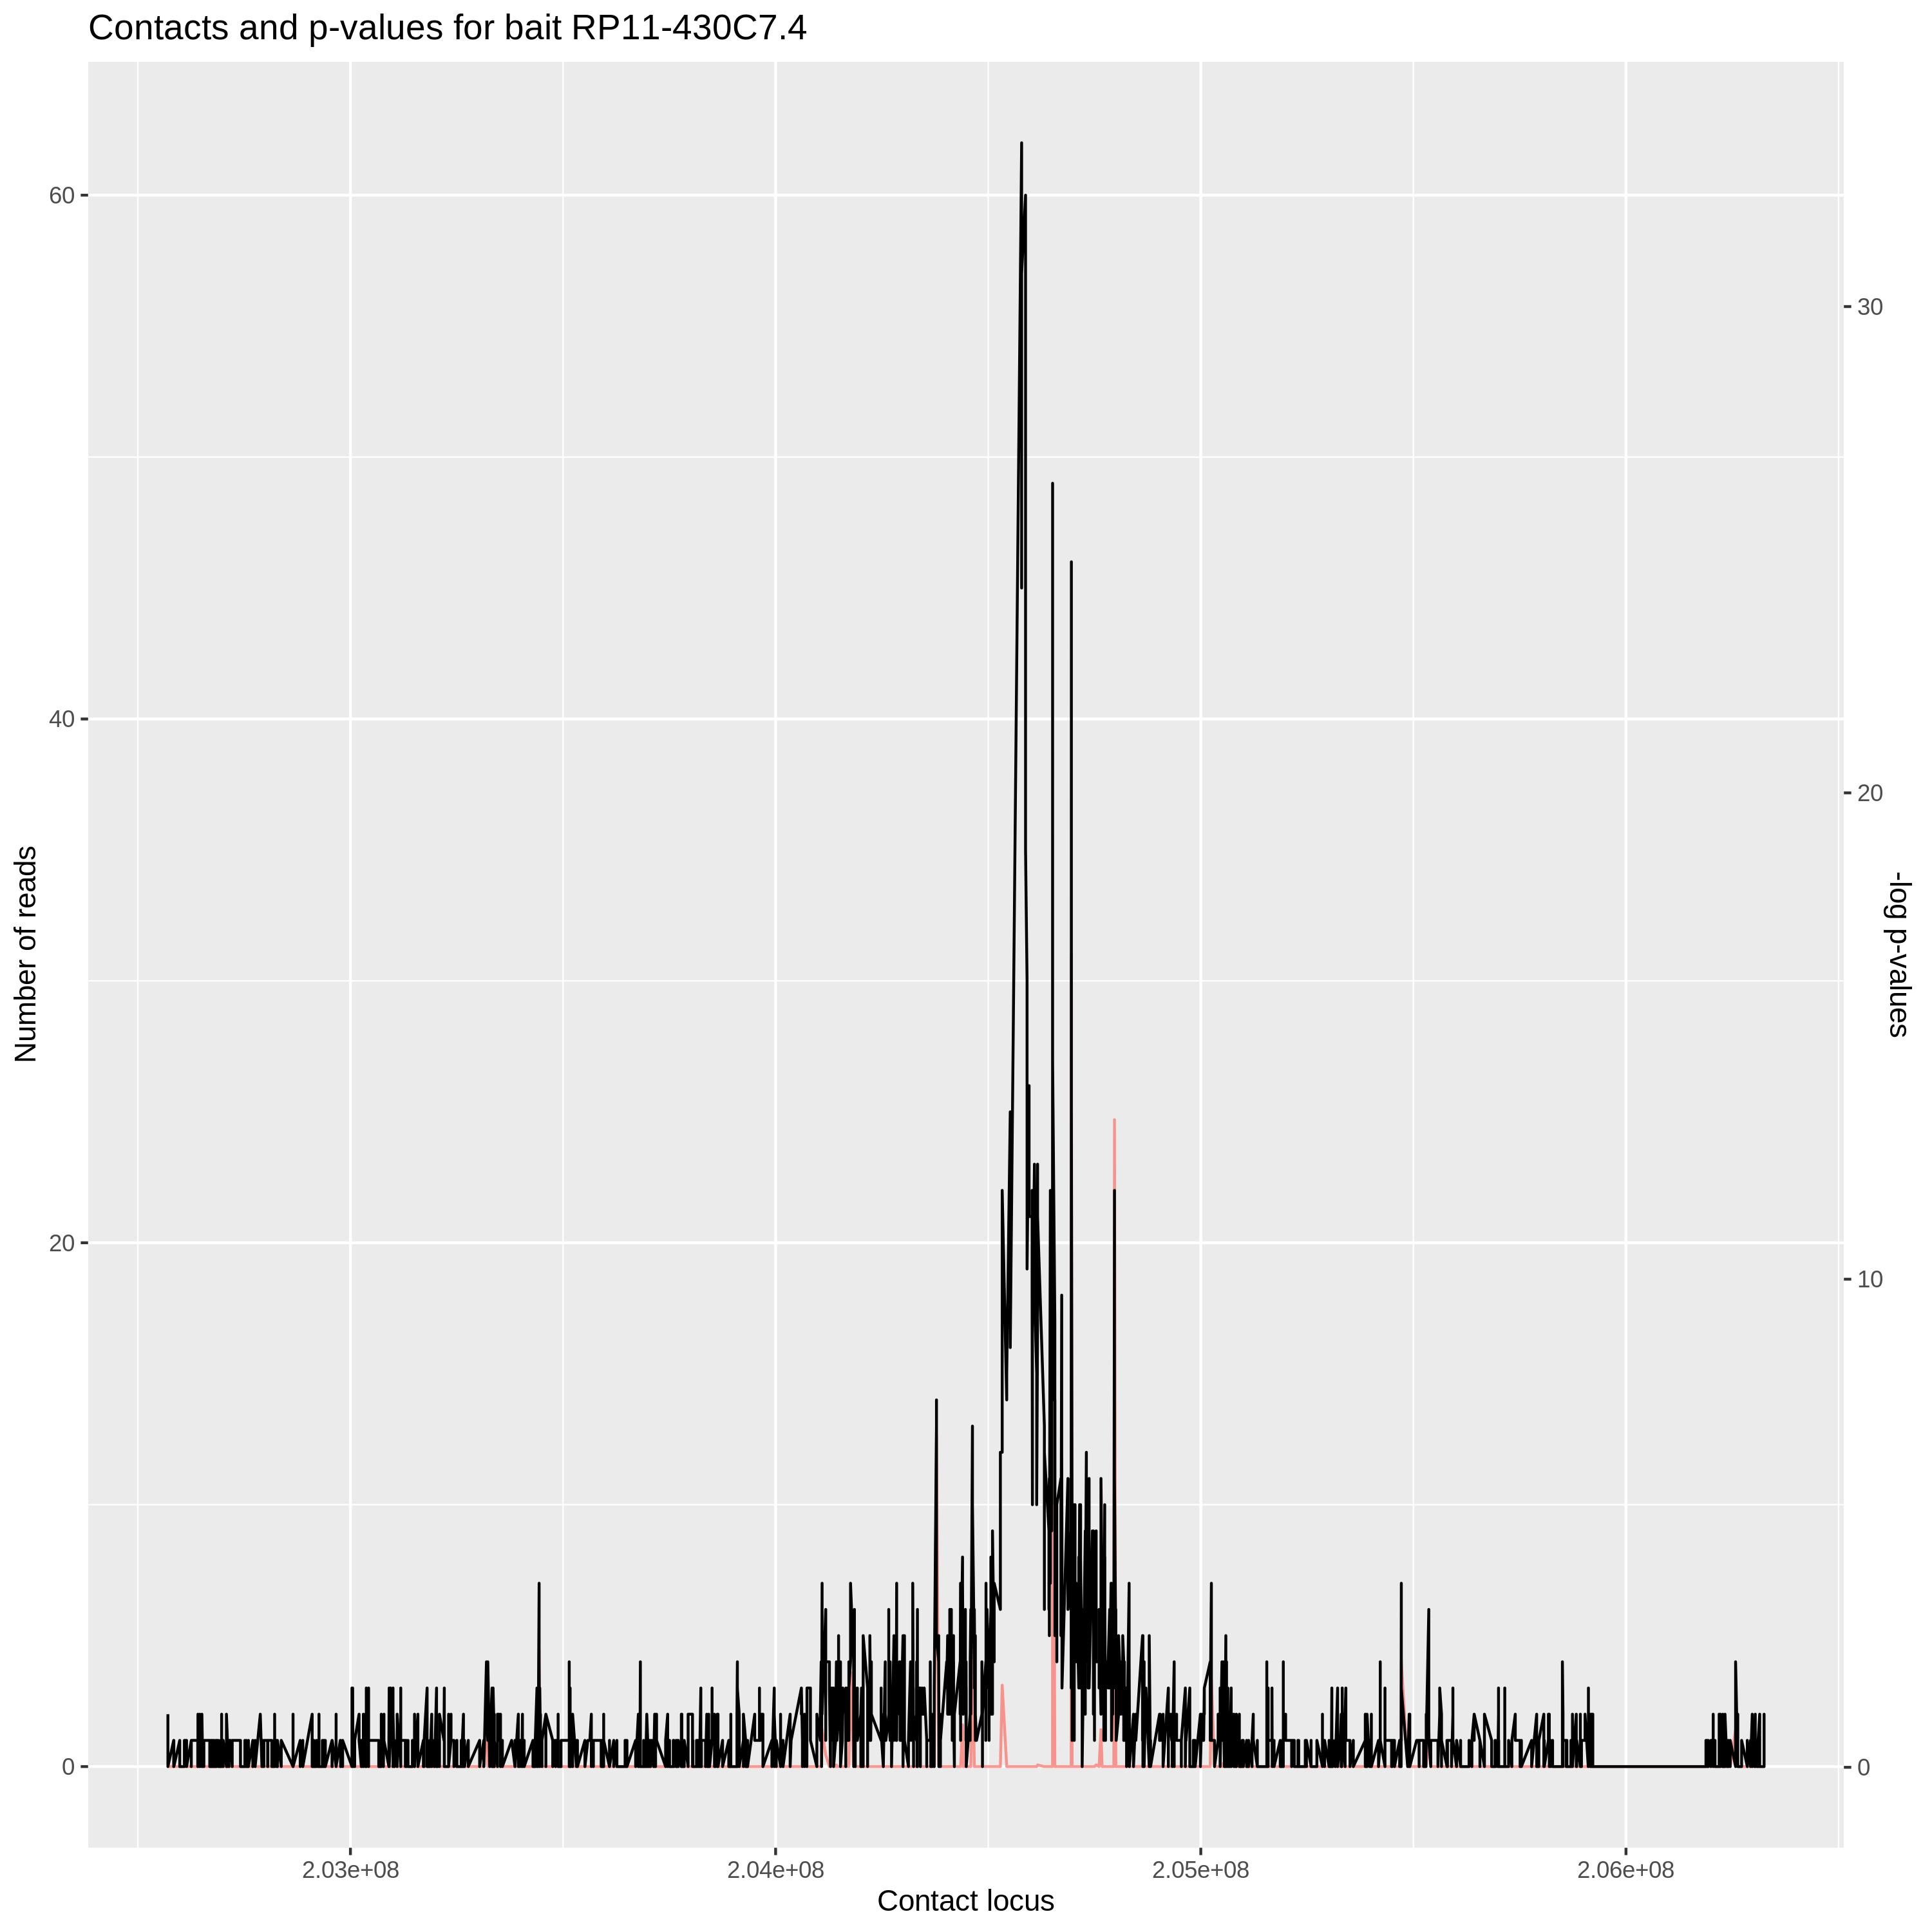 Contacts and p-values for bait RP11-430C7.4
60
40
20
0
Number of reads
30
20
10
0
-log p-values
2.03e+08
2.04e+08
2.05e+08
2.06e+08
Contact locus